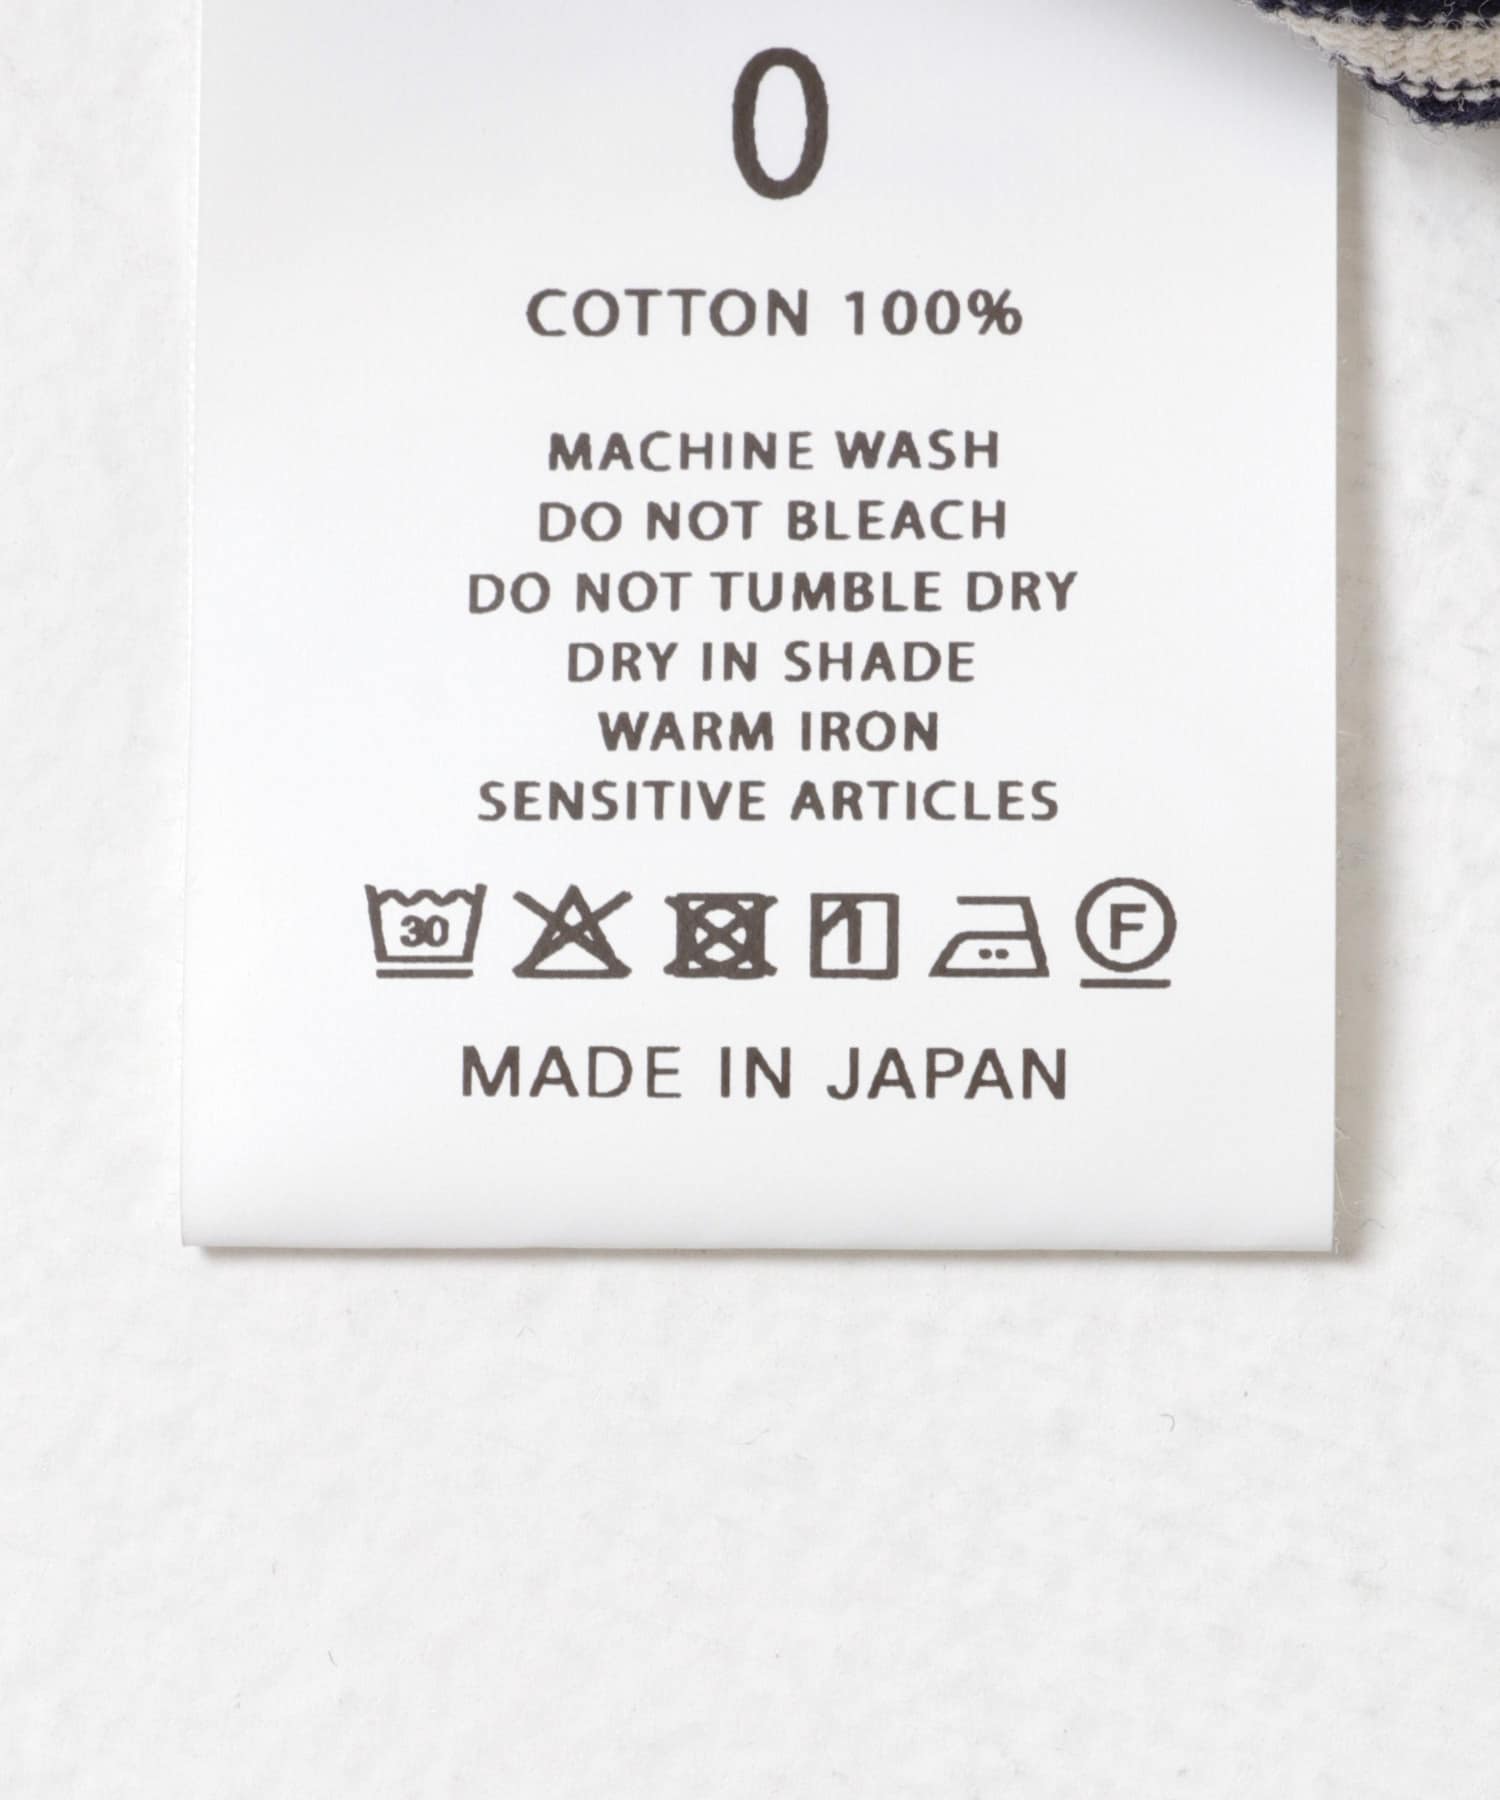 0
COTTON 100%
MACHINE WASH
DO NOT BLEACH
DO NOT TUMBLE DRY
DRY IN SHADE
WARM IRON
SENSITIVE ARTICLES
30 F
MADE IN JAPAN